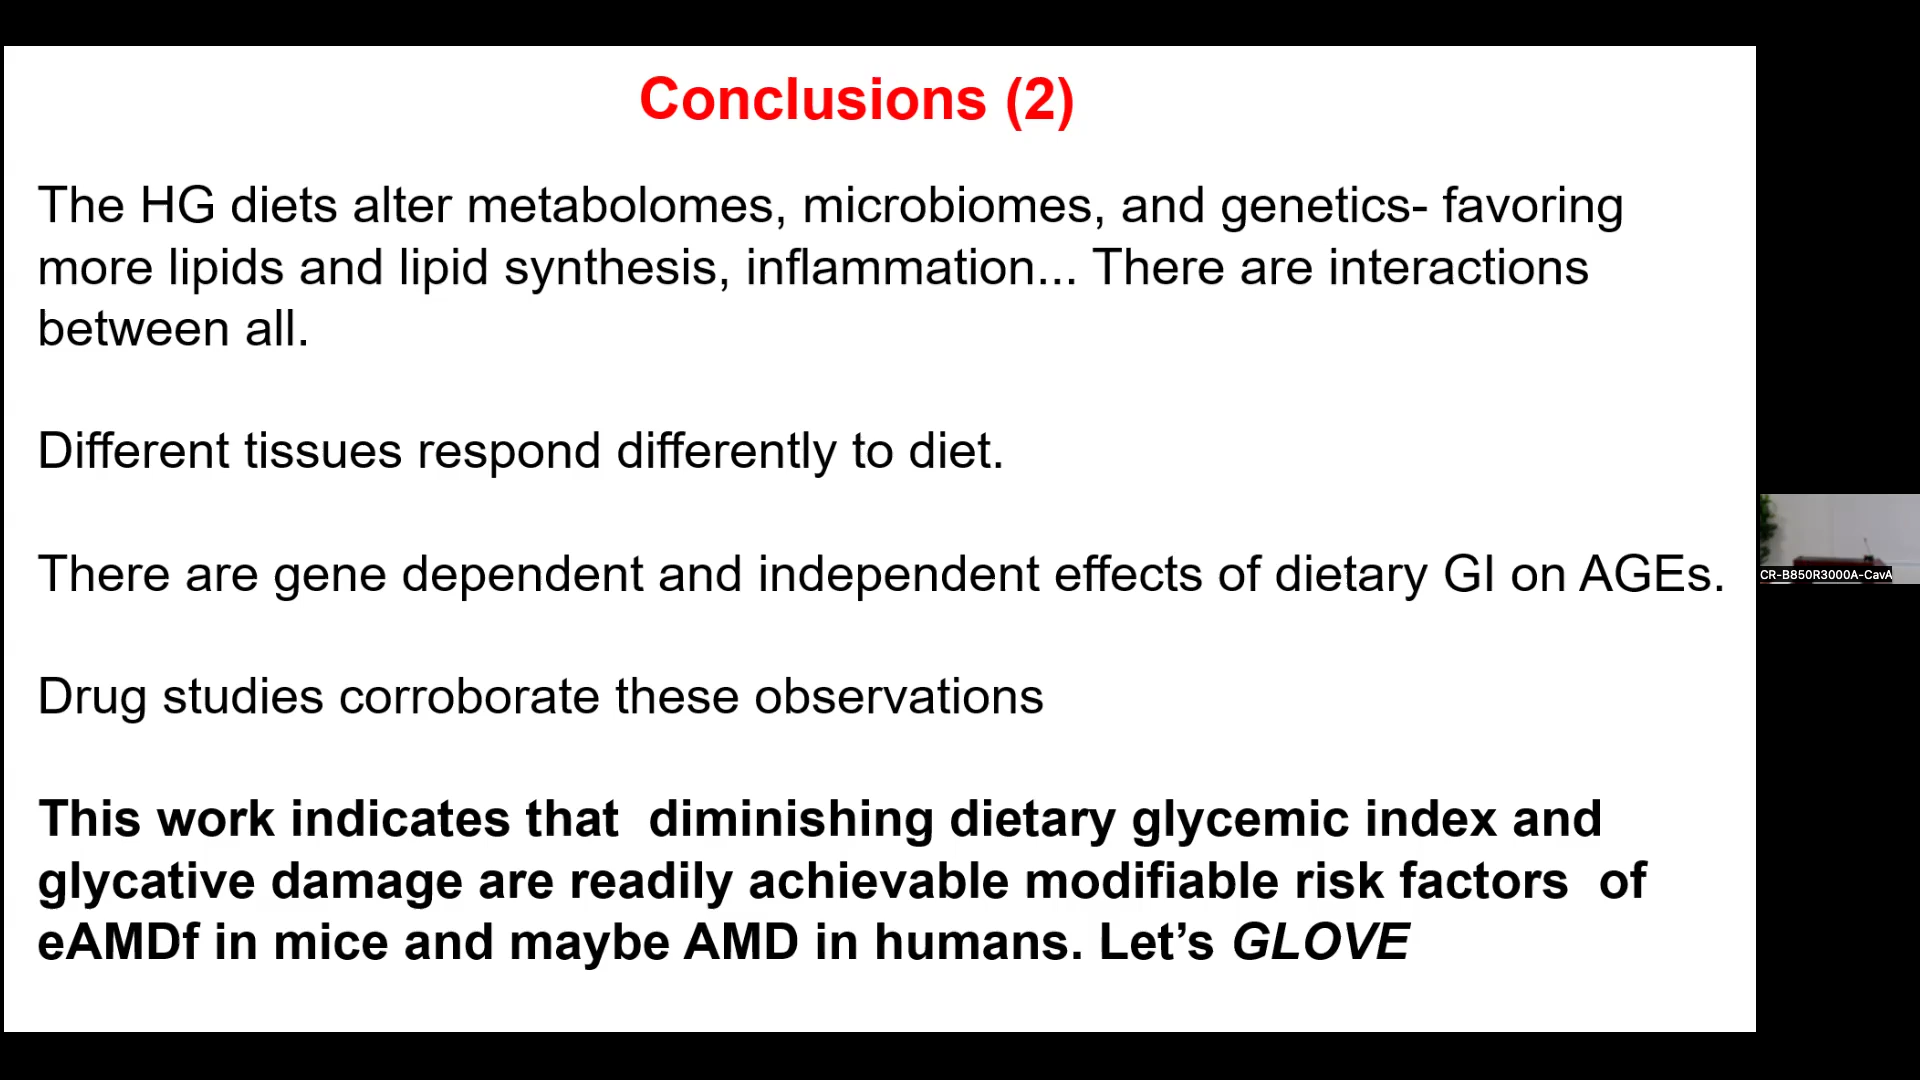 Conclusions (2)
The HG diets alter metabolomes, microbiomes, and genetics- favoring
more lipids and lipid synthesis, inflammation... There are interactions
between all.
Different tissues respond differently to diet.
There are gene dependent and independent effects of dietary GI on AGEs.
CR-B850R3000A-CavA
Drug studies corroborate these observations
This work indicates that  diminishing dietary glycemic index and
glycative damage are readily achievable modifiable risk factors  of
eAMDf in mice and maybe AMD in humans. Let’s GLOVE